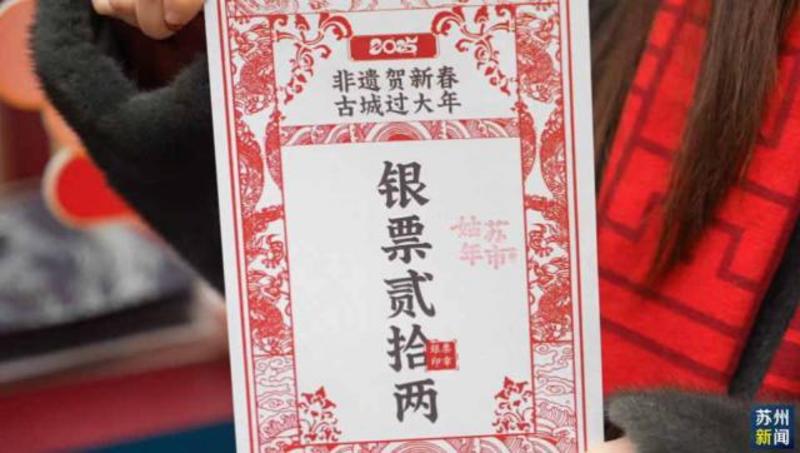 2025
非遗贺新春
古城过大年
银票贰拾两
姑苏
年市
苏州
新闻